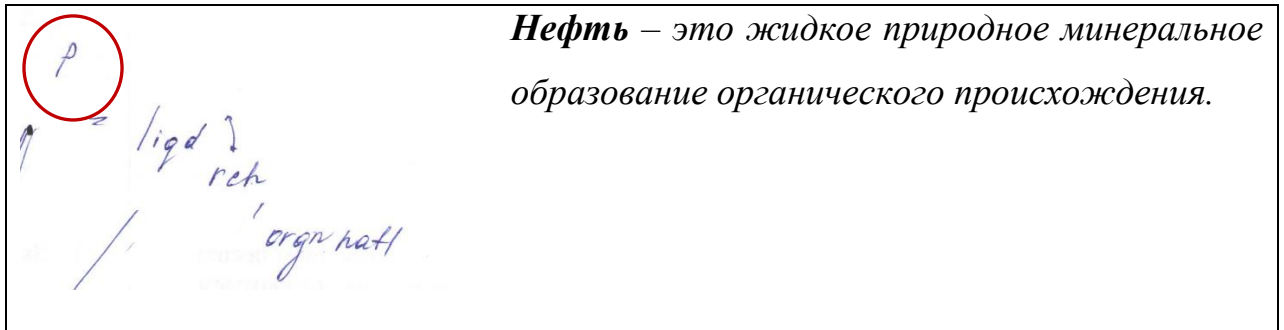 Нефть – это жидкое природное минеральное
образование органического происхождения.
P
= liqd
rch
orgn natl